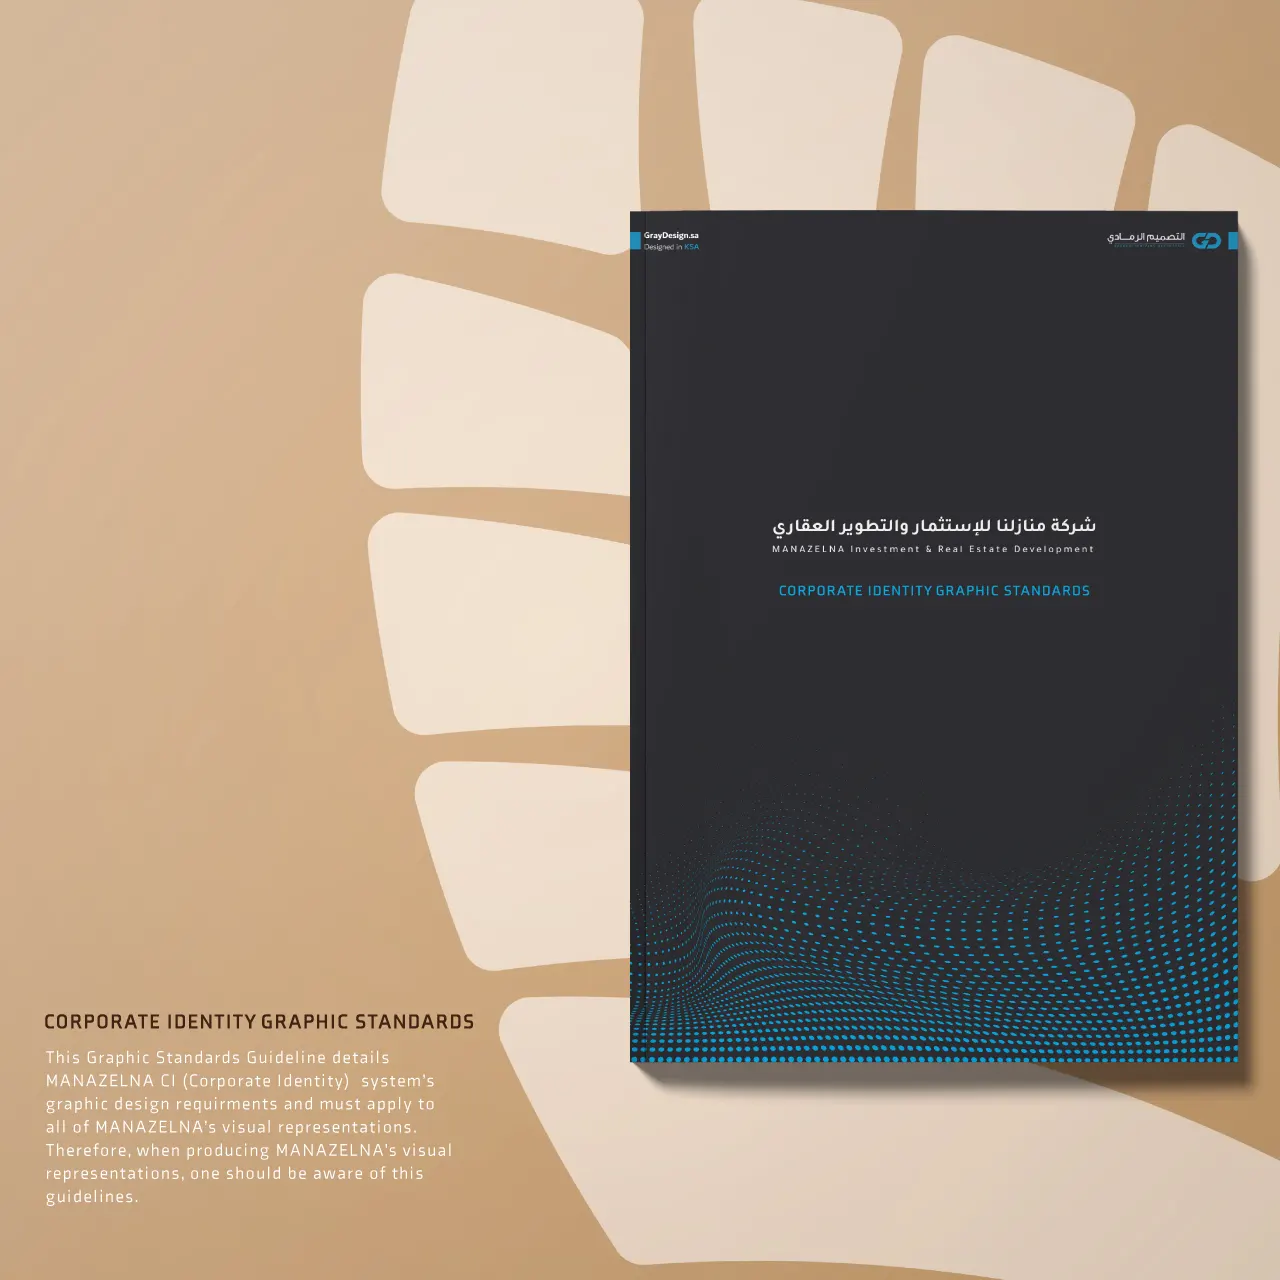 GrayDesign.sa
Designed in KSA
التصميم الرمـــادي
شركة منازلنا للإستثمار والتطوير العقاري
MANAZELNA Investment & Real Estate Development
CORPORATE IDENTITY GRAPHIC STANDARDS
CORPORATE IDENTITY GRAPHIC STANDARDS
This Graphic Standards Guideline details
MANAZELNA CI (Corporate Identity) system's
graphic design requirments and must apply to
all of MANAZELNA's visual representations.
Therefore, when producing MANAZELNA's visual
representations, one should be aware of this
guidelines.